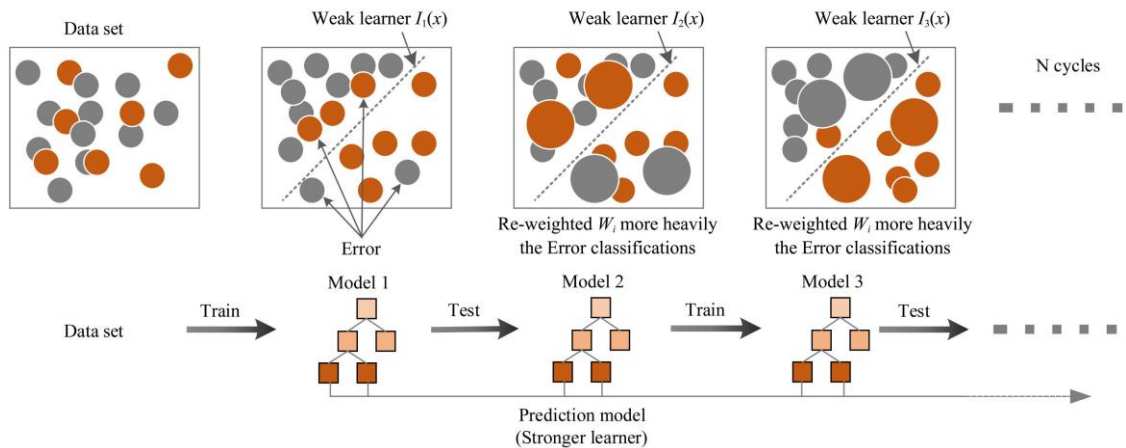 Data set
Weak learner I₁(x)
Weak learner I₂(x)
Weak learner I₃(x)
N cycles
Error
Re-weighted Wᵢ more heavily
the Error classifications
Re-weighted Wᵢ more heavily
the Error classifications
Data set
Train
Model 1
Test
Model 2
Train
Model 3
Test
Prediction model
(Stronger learner)